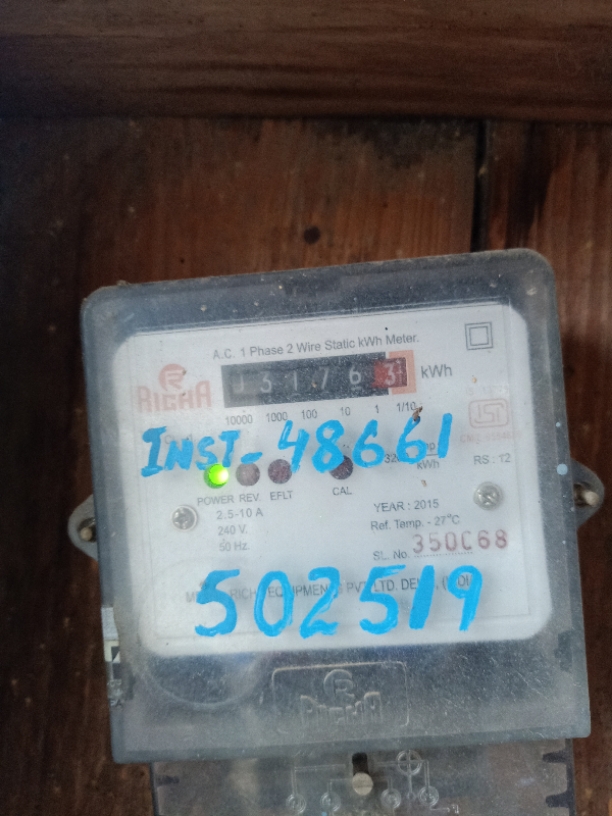 A.C. 1 Phase 2 Wire Static kWh Meter.
RICHA
kWh
10000 1000 100 10 1 1/10
INST-48661
kWh
RS : 12
POWER REV. EFLT CAL
2.5-10 A
240 V.
50 Hz.
YEAR : 2015
Ref. Temp. - 27°C
SL. No. 350C68
502519
RICHA